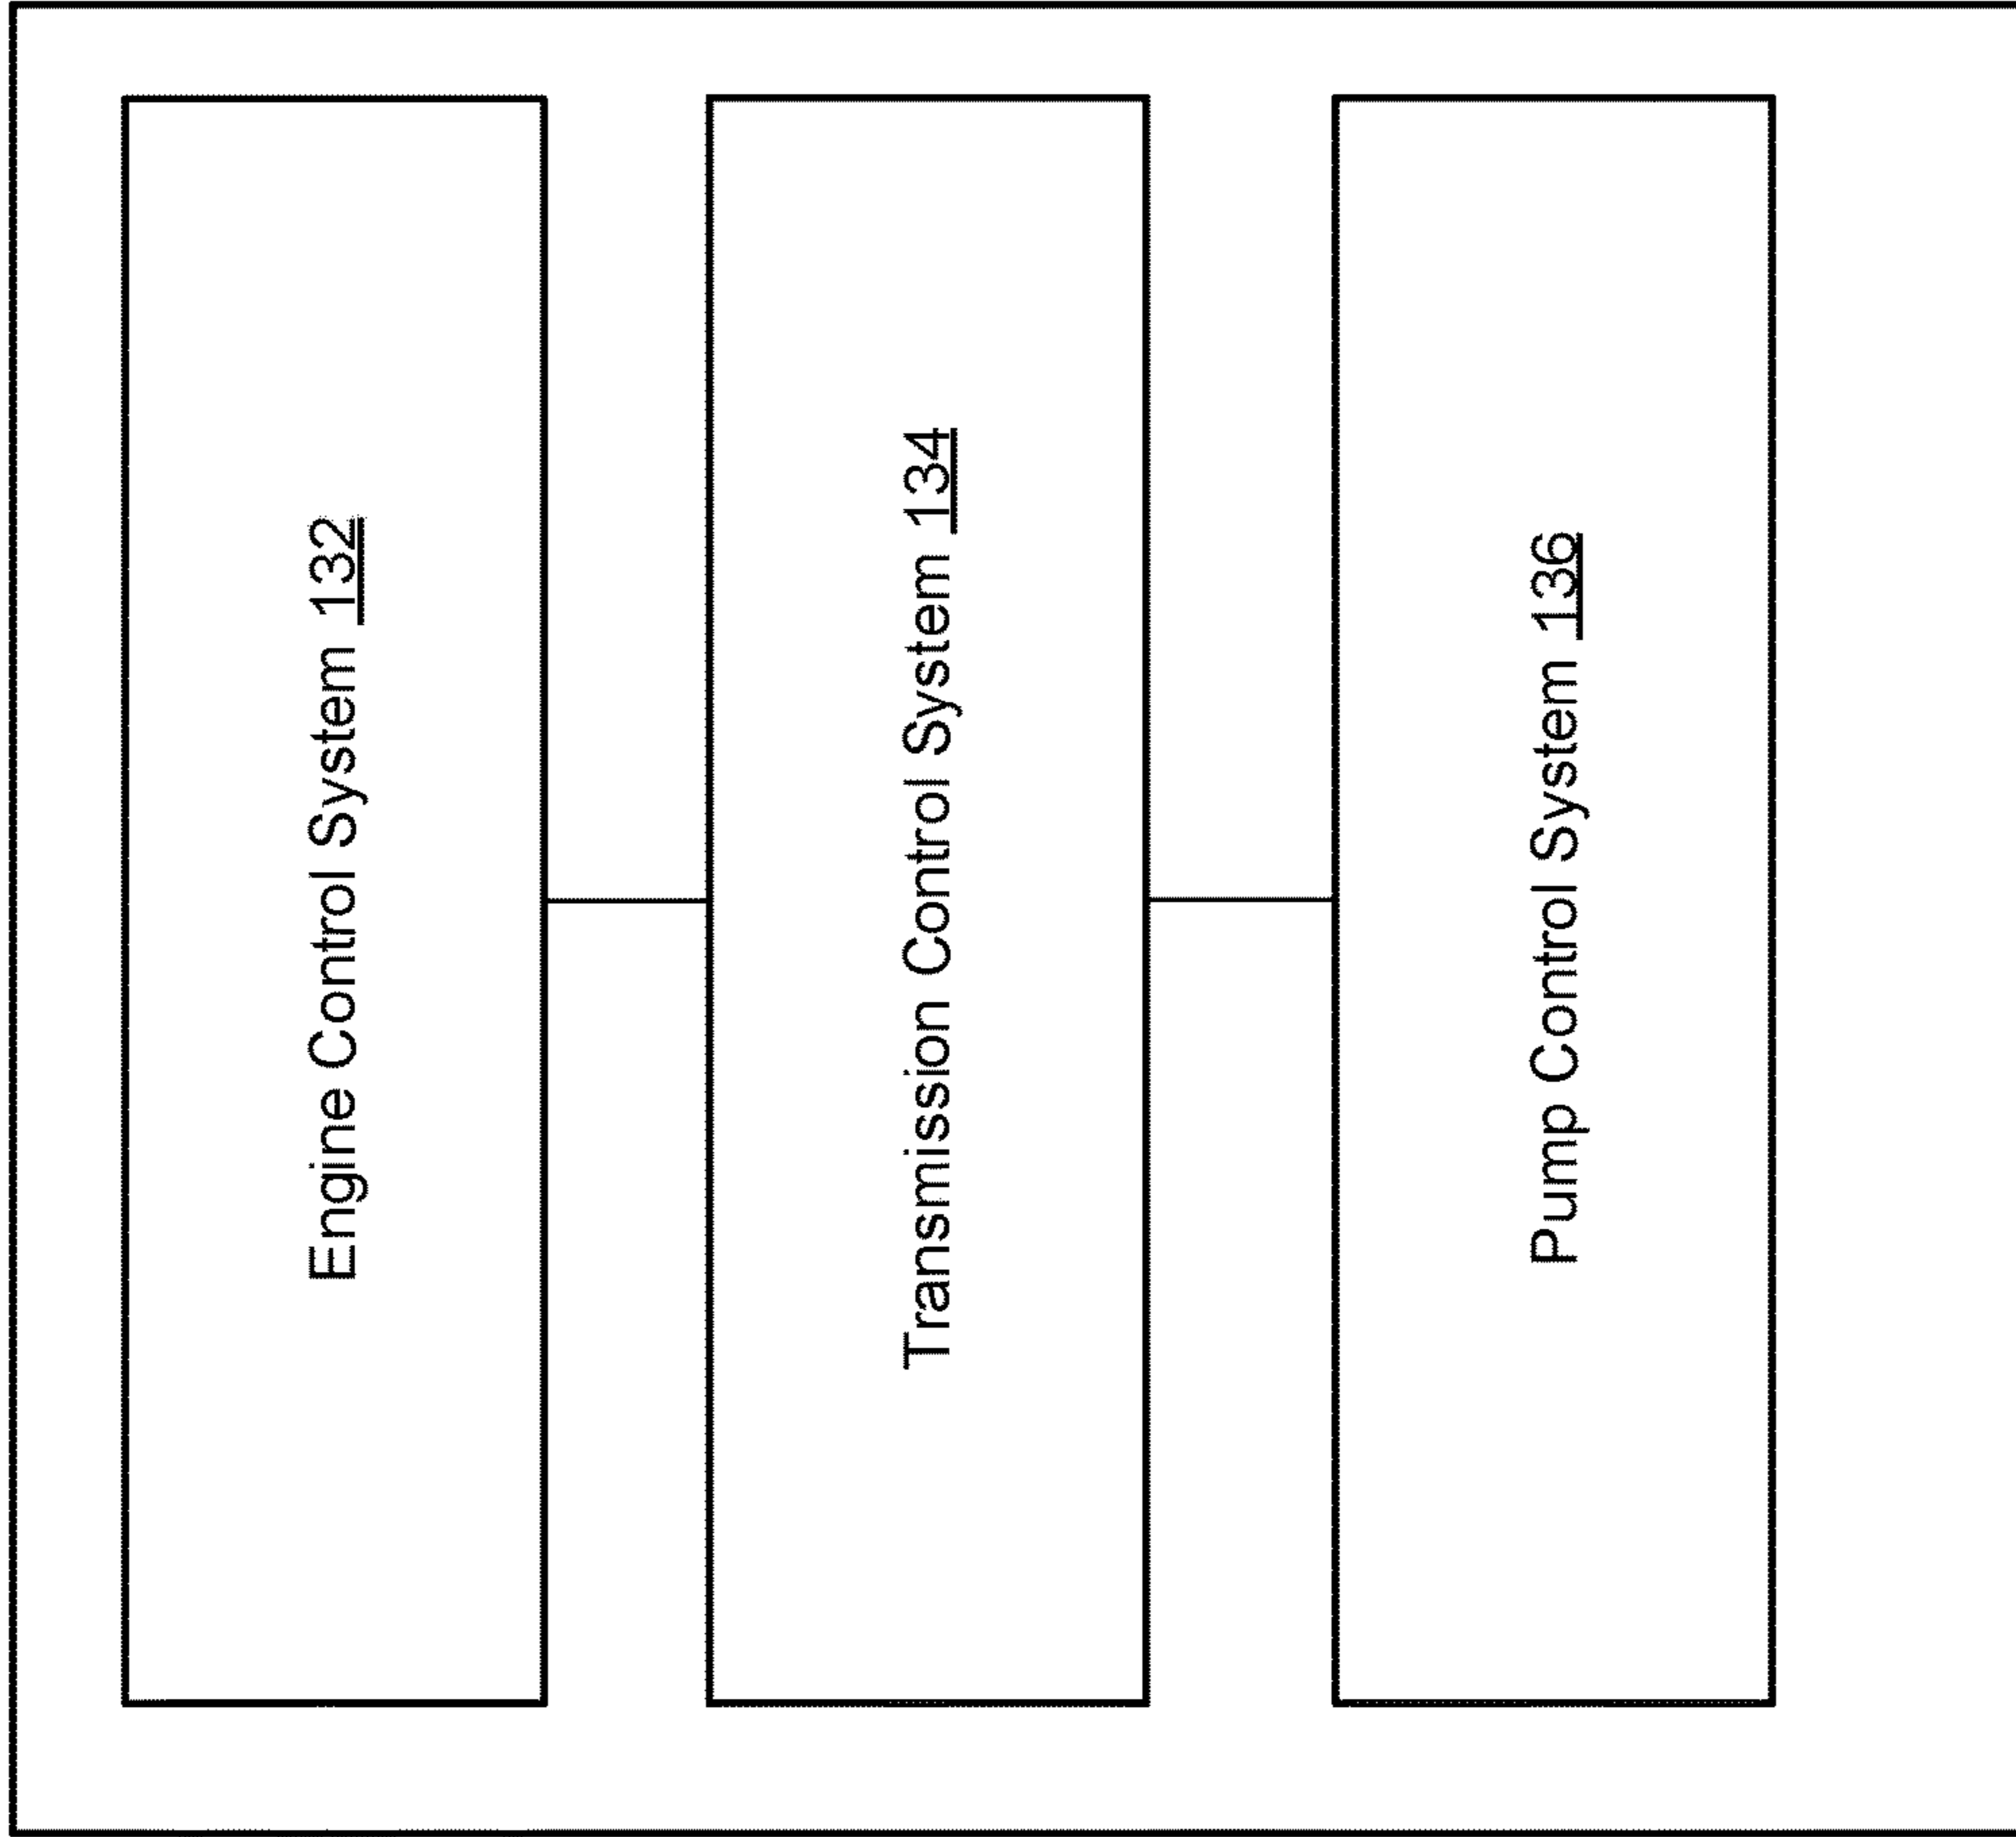 Engine Control System 132
Transmission Control System 134
Pump Control System 136